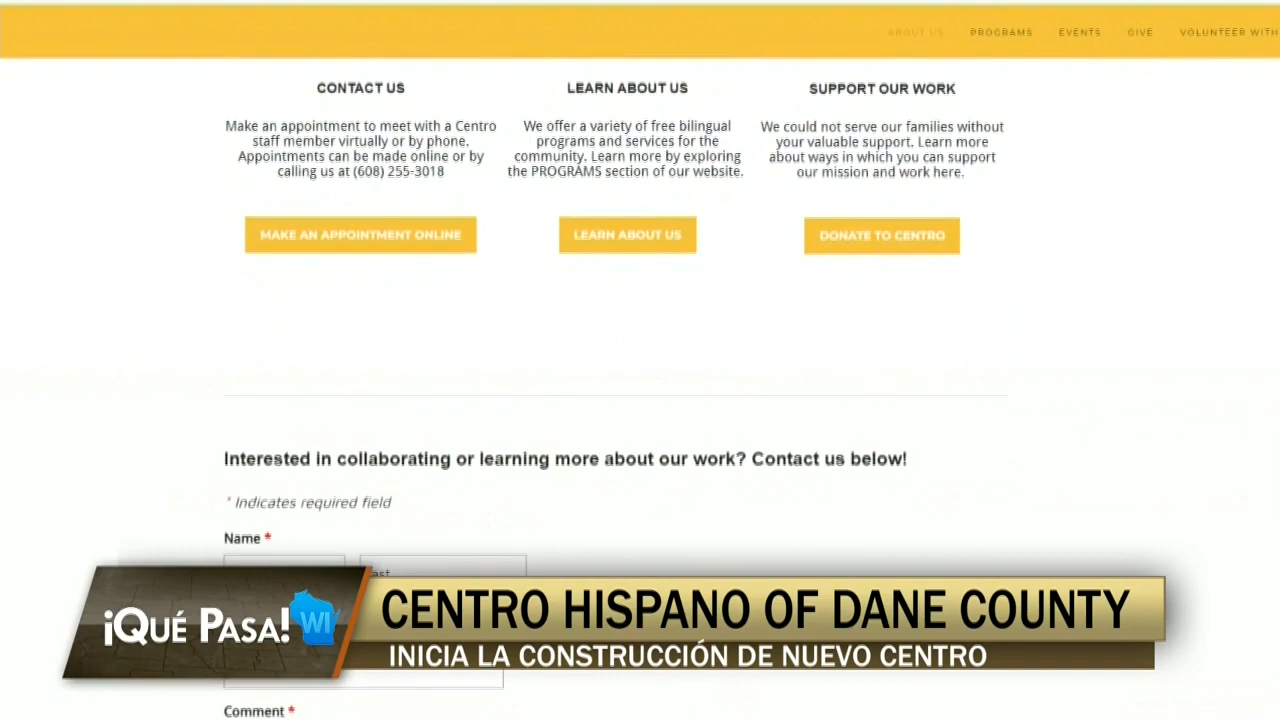 ABOUT US PROGRAMS EVENTS GIVE VOLUNTEER WITH
CONTACT US
Make an appointment to meet with a Centro
staff member virtually or by phone.
Appointments can be made online or by
calling us at (608) 255-3018
MAKE AN APPOINTMENT ONLINE
LEARN ABOUT US
We offer a variety of free bilingual
programs and services for the
community. Learn more by exploring
the PROGRAMS section of our website.
LEARN ABOUT US
SUPPORT OUR WORK
We could not serve our families without
your valuable support. Learn more
about ways in which you can support
our mission and work here.
DONATE TO CENTRO
Interested in collaborating or learning more about our work? Contact us below!
* Indicates required field
Name *
¡QUÉ PASA! WI
CENTRO HISPANO OF DANE COUNTY
INICIA LA CONSTRUCCIÓN DE NUEVO CENTRO
Comment *